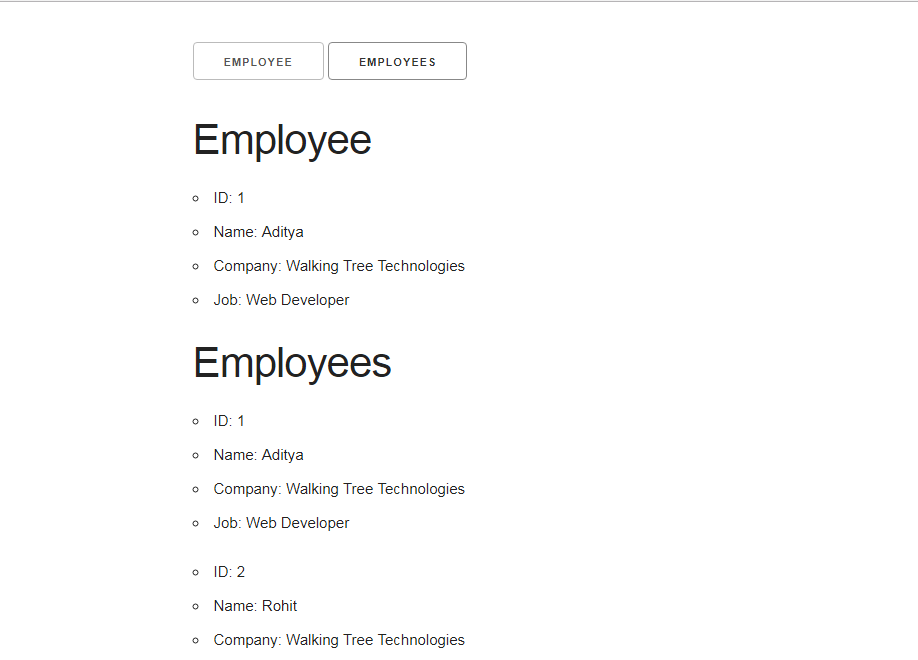 EMPLOYEE EMPLOYEES
Employee
ID: 1
Name: Aditya
Company: Walking Tree Technologies
Job: Web Developer
Employees
ID: 1
Name: Aditya
Company: Walking Tree Technologies
Job: Web Developer
ID: 2
Name: Rohit
Company: Walking Tree Technologies